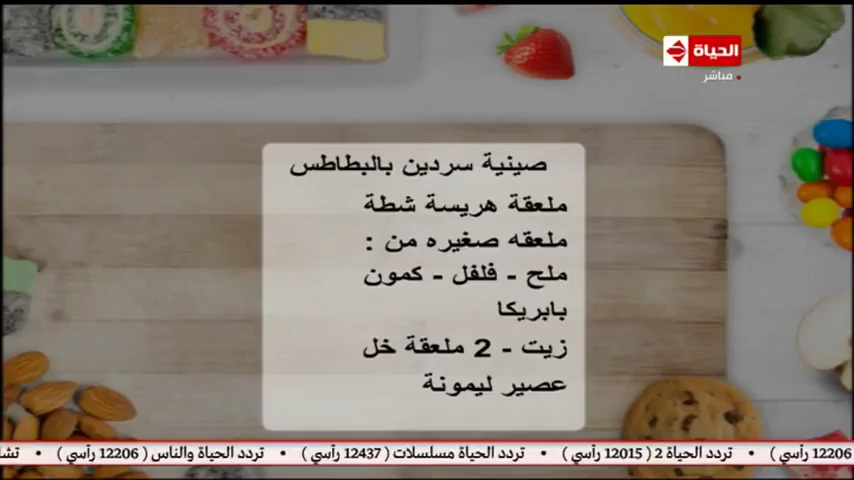 الحياة
مباشر
صينية سردين بالبطاطس
ملعقة هريسة شطة
ملعقه صغيره من :
ملح - فلفل - كمون
بابريكا
زيت - 2 ملعقة خل
عصير ليمونة
12206 رأسي ) • تردد الحياة 2 ( 12015 رأسي ) • تردد الحياة مسلسلات ( 12437 رأسي ) • تردد الحياة والناس ( 12206 رأسي ) •